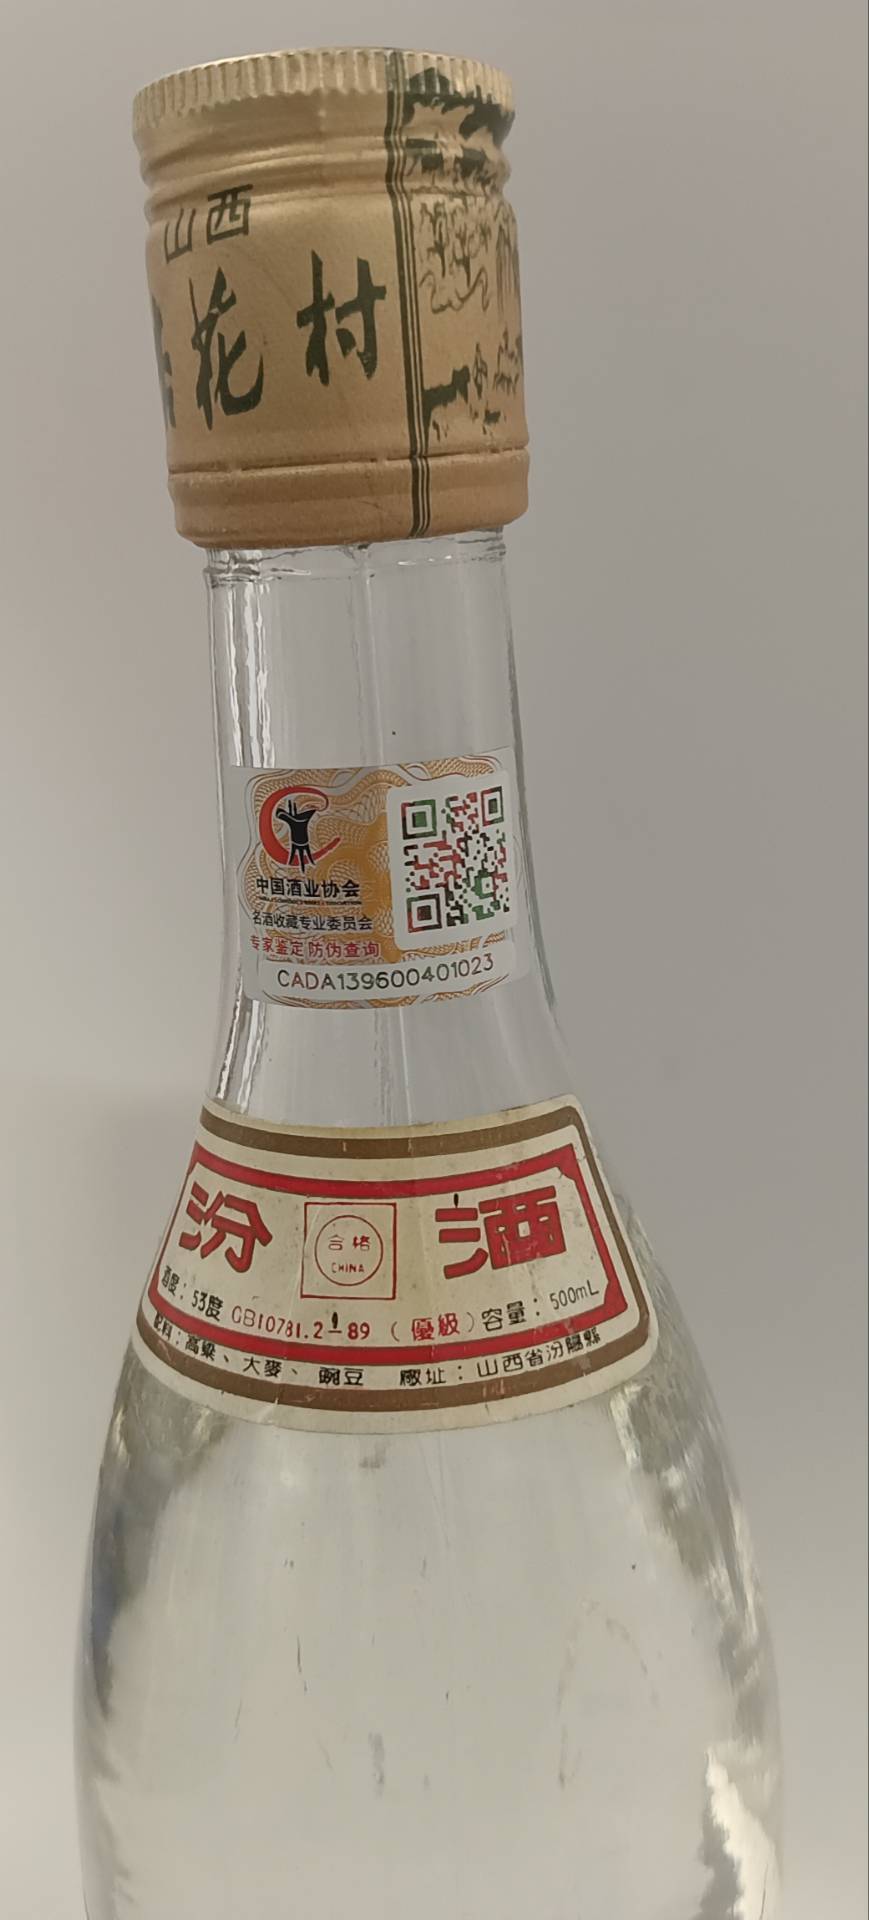 山西
花村
中国酒业协会
名酒收藏专业委员会
专家鉴定 防伪查询
CADA139600401023
汾 合格 酒
CHINA
酒度：53度 GB10781.2—89 （優級）容量：500mL
配料：高粱、大麥、豌豆 廠址：山西省汾陽縣